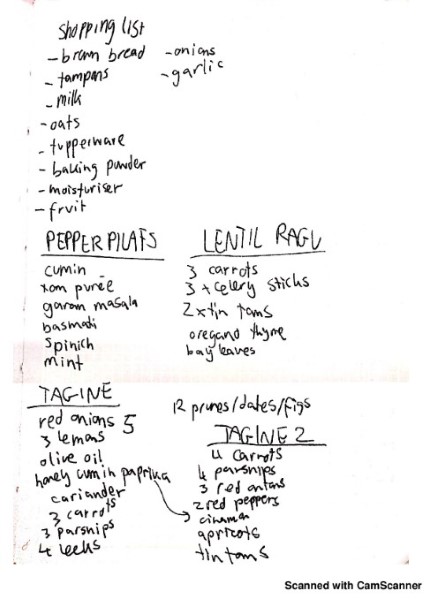 shopping list
- brown bread
- tampons
- milk
- oats
- tupperware
- baking powder
- moisturiser
- fruit
- onions
- garlic
PEPPER PILAFS
cumin
tom purée
garam masala
basmati
spinich
mint
LENTIL RAGU
3 carrots
3 x celery sticks
2 x tin toms
oregano thyme
bay leaves
TAGINE
red onions 5
3 lemons
olive oil
honey cumin paprika
cariander
3 carrots
3 parsnips
4 leeks
12 prunes/dates/figs
TAGINE 2
4 carrots
4 parsnips
3 red onions
2 red peppers
cinamon
apricots
tin toms
Scanned with CamScanner